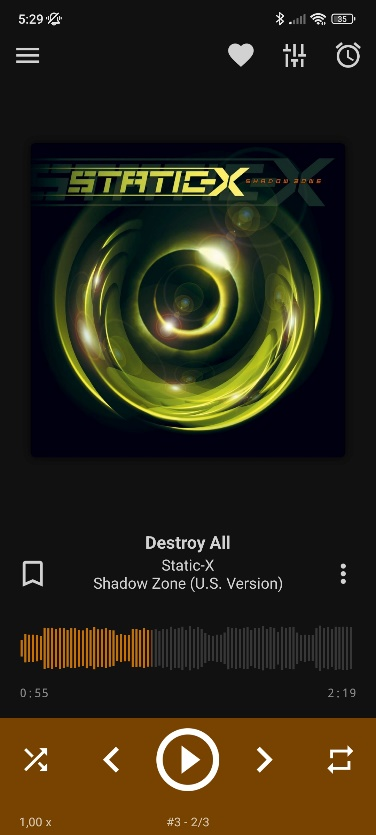 5:29
85
STATIC-X
SHADOW ZONE
Destroy All
Static-X
Shadow Zone (U.S. Version)
0:55
2:19
1,00 x
#3 - 2/3